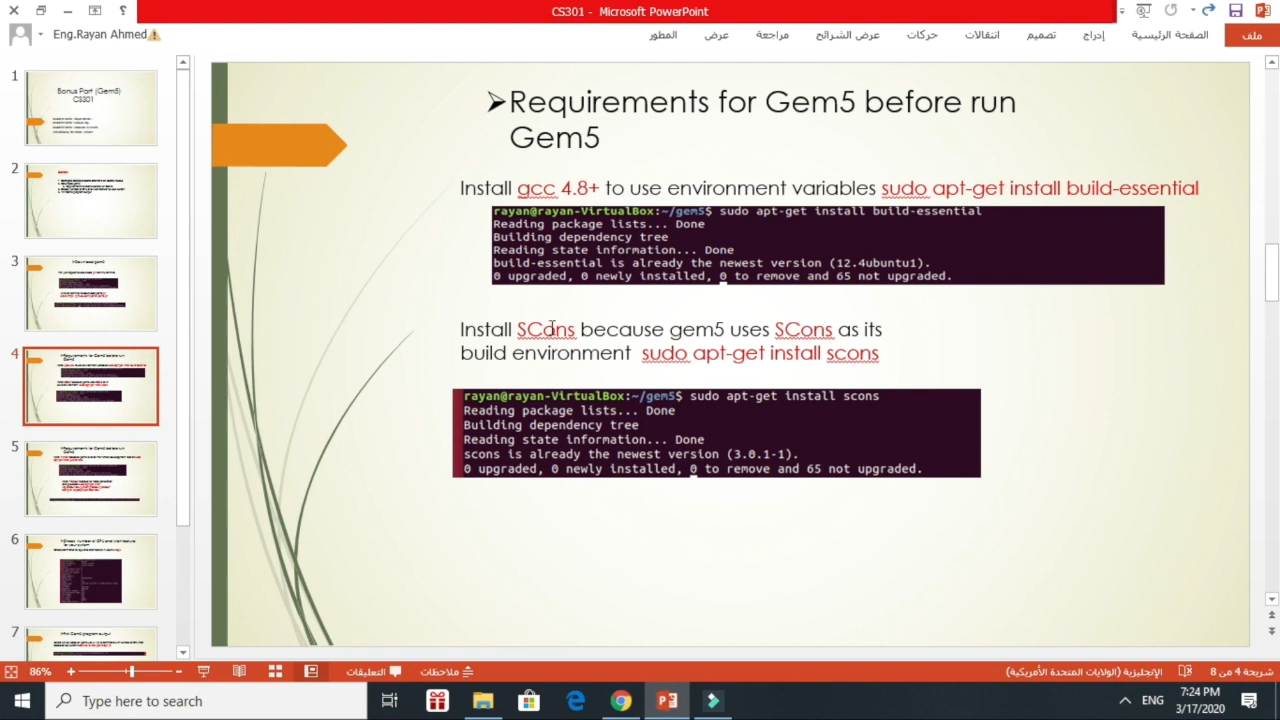 CS301 - Microsoft PowerPoint
Eng.Rayan Ahmed
ملف
الصفحة الرئيسية
إدراج
تصميم
انتقالات
حركات
عرض الشرائح
مراجعة
عرض
المطور
1
Bonus Part (Gem5)
CS301
2
3
4
5
6
7
➢Requirements for Gem5 before run
Gem5
Install gcc 4.8+ to use environment variables sudo apt-get install build-essential
rayan@rayan-VirtualBox:~/gem5$ sudo apt-get install build-essential
Reading package lists... Done
Building dependency tree
Reading state information... Done
build-essential is already the newest version (12.4ubuntu1).
0 upgraded, 0 newly installed, 0 to remove and 65 not upgraded.
Install SCons because gem5 uses SCons as its
build environment sudo apt-get install scons
rayan@rayan-VirtualBox:~/gem5$ sudo apt-get install scons
Reading package lists... Done
Building dependency tree
Reading state information... Done
scons is already the newest version (3.0.1-1).
0 upgraded, 0 newly installed, 0 to remove and 65 not upgraded.
شريحة 4 من 8
الإنجليزية (الولايات المتحدة الأمريكية)
ملاحظات
التعليقات
86%
Type here to search
ENG
7:24 PM
3/17/2020